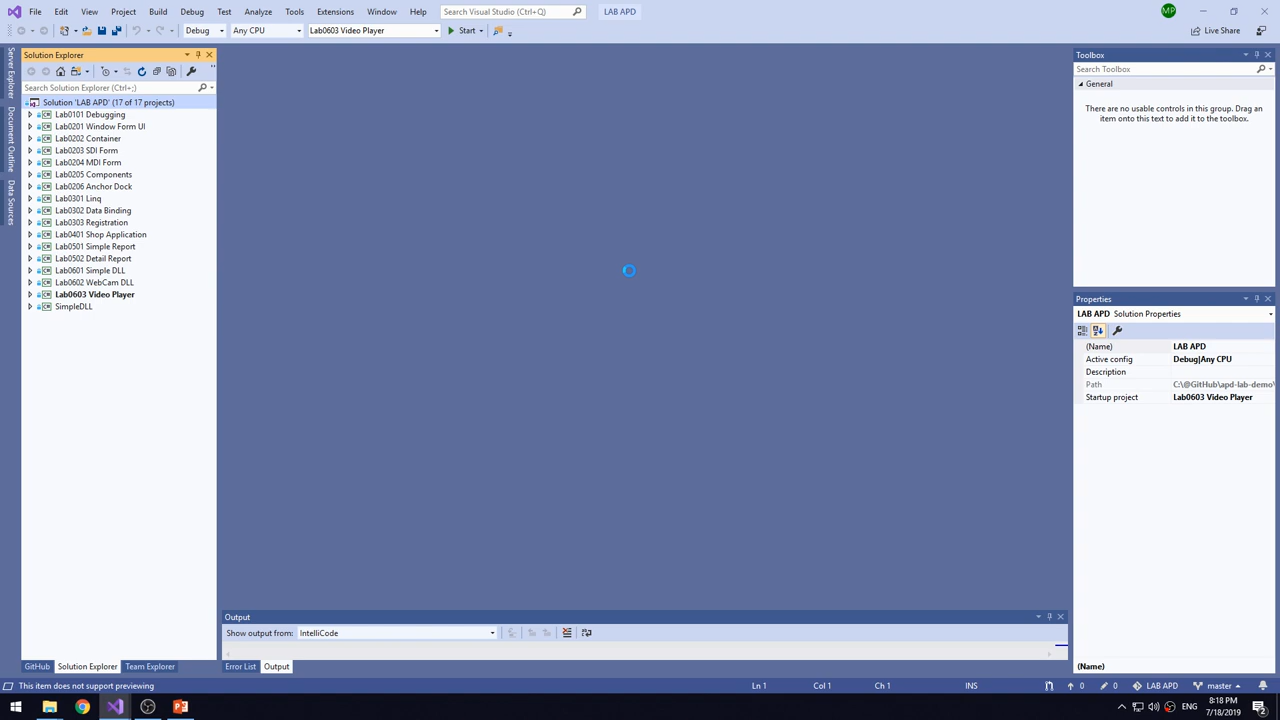 File Edit View Project Build Debug Test Analyze Tools Extensions Window Help Search Visual Studio (Ctrl+Q) LAB APD MP
Debug Any CPU Lab0603 Video Player Start Live Share
Server Explorer
Document Outline
Data Sources
Solution Explorer
Search Solution Explorer (Ctrl+;)
Solution 'LAB APD' (17 of 17 projects)
Lab0101 Debugging
Lab0201 Window Form UI
Lab0202 Container
Lab0203 SDI Form
Lab0204 MDI Form
Lab0205 Components
Lab0206 Anchor Dock
Lab0301 Linq
Lab0302 Data Binding
Lab0303 Registration
Lab0401 Shop Application
Lab0501 Simple Report
Lab0502 Detail Report
Lab0601 Simple DLL
Lab0602 WebCam DLL
Lab0603 Video Player
SimpleDLL
GitHub Solution Explorer Team Explorer
Output
Show output from: IntelliCode
Error List Output
Toolbox
Search Toolbox
General
There are no usable controls in this group. Drag an
item onto this text to add it to the toolbox.
Properties
LAB APD Solution Properties
(Name) LAB APD
Active config Debug|Any CPU
Description
Path C:\@GitHub\apd-lab-demo\
Startup project Lab0603 Video Player
(Name)
This item does not support previewing Ln 1 Col 1 Ch 1 INS 0 0 LAB APD master
ENG 8:18 PM
7/18/2019 2